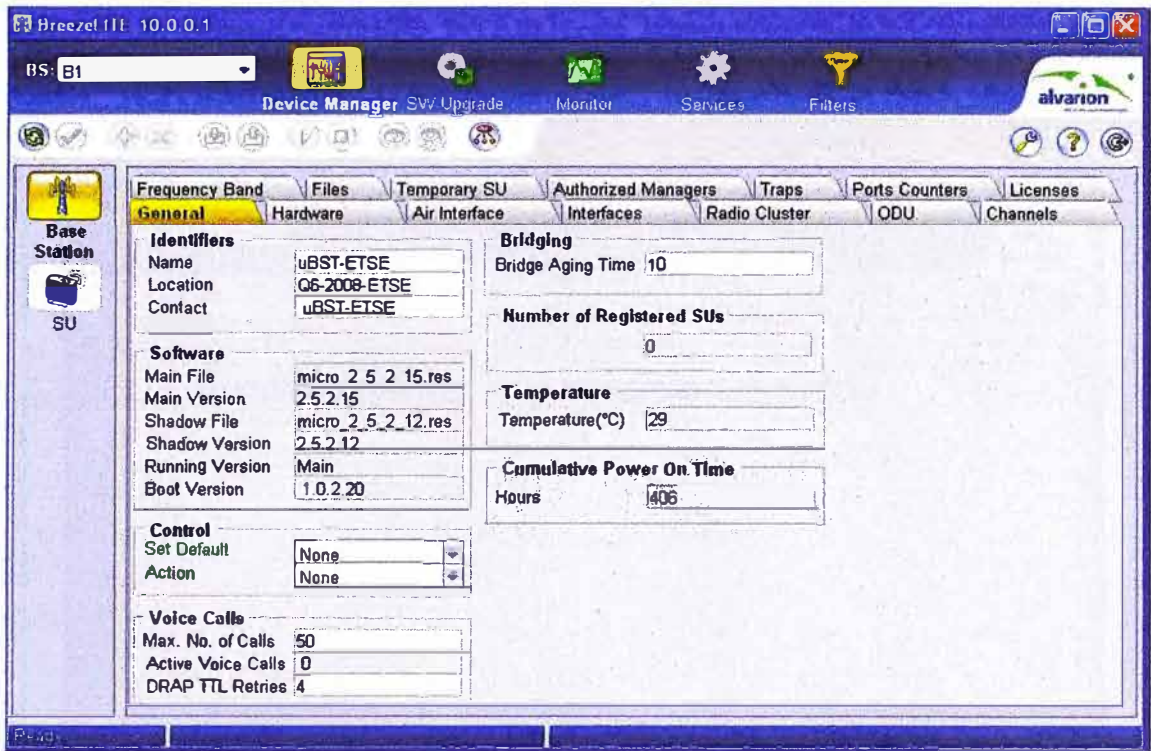 BreezeLITE 10.0.0.1
BS: B1
Device Manager SW Upgrade Monitor Services Filters
alvarion
Base Station
SU
Frequency Band Files Temporary SU Authorized Managers Traps Ports Counters Licenses
General Hardware Air Interface Interfaces Radio Cluster ODU Channels
Identifiers
Name uBST-ETSE
Location Q6-2008-ETSE
Contact uBST-ETSE
Software
Main File micro_2_5_2_15.res
Main Version 2.5.2.15
Shadow File micro_2_5_2_12.res
Shadow Version 2.5.2.12
Running Version Main
Boot Version 1.0.2.20
Control
Set Default None
Action None
Voice Calls
Max. No. of Calls 50
Active Voice Calls 0
DRAP TTL Retries 4
Bridging
Bridge Aging Time 10
Number of Registered SUs
0
Temperature
Temperature(°C) 29
Cumulative Power On Time
Hours 406
Ready